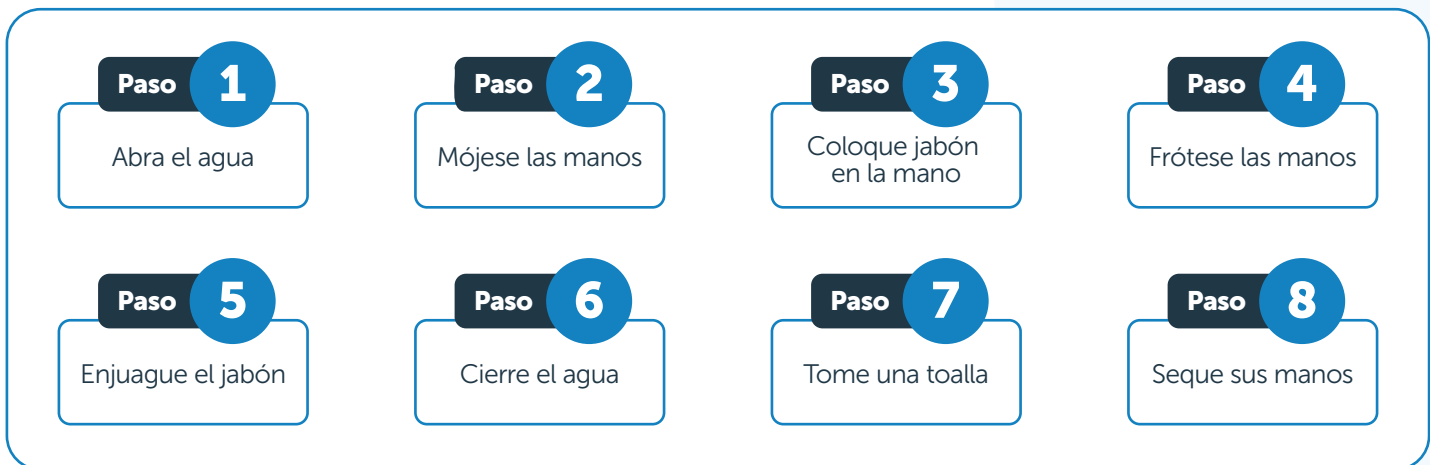 Paso 1
Abra el agua
Paso 2
Mójese las manos
Paso 3
Coloque jabón
en la mano
Paso 4
Frótese las manos
Paso 5
Enjuague el jabón
Paso 6
Cierre el agua
Paso 7
Tome una toalla
Paso 8
Seque sus manos